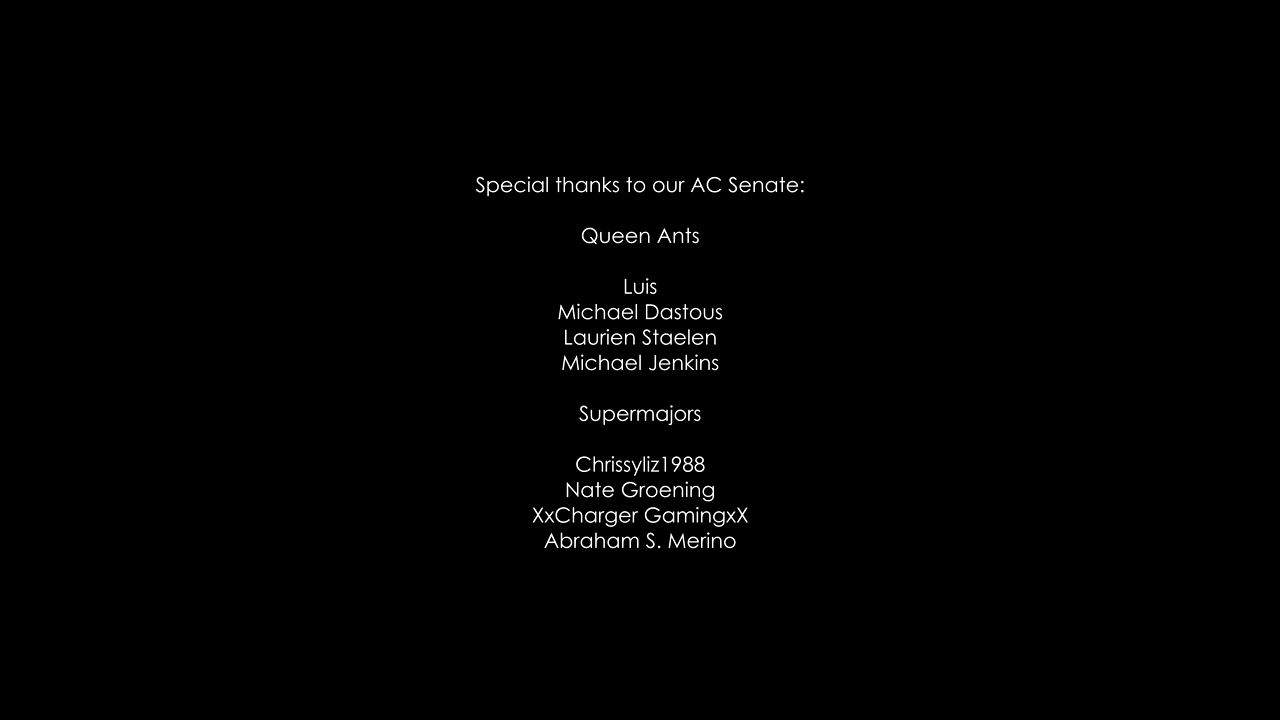 Special thanks to our AC Senate:
Queen Ants
Luis
Michael Dastous
Laurien Staelen
Michael Jenkins
Supermajors
Chrissyliz1988
Nate Groening
XxCharger GamingxX
Abraham S. Merino